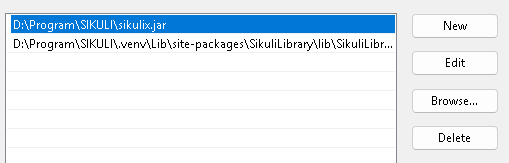 D:\Program\SIKULI\sikulix.jar
D:\Program\SIKULI\.venv\Lib\site-packages\SikuliLibrary\lib\SikuliLibr...
New
Edit
Browse...
Delete